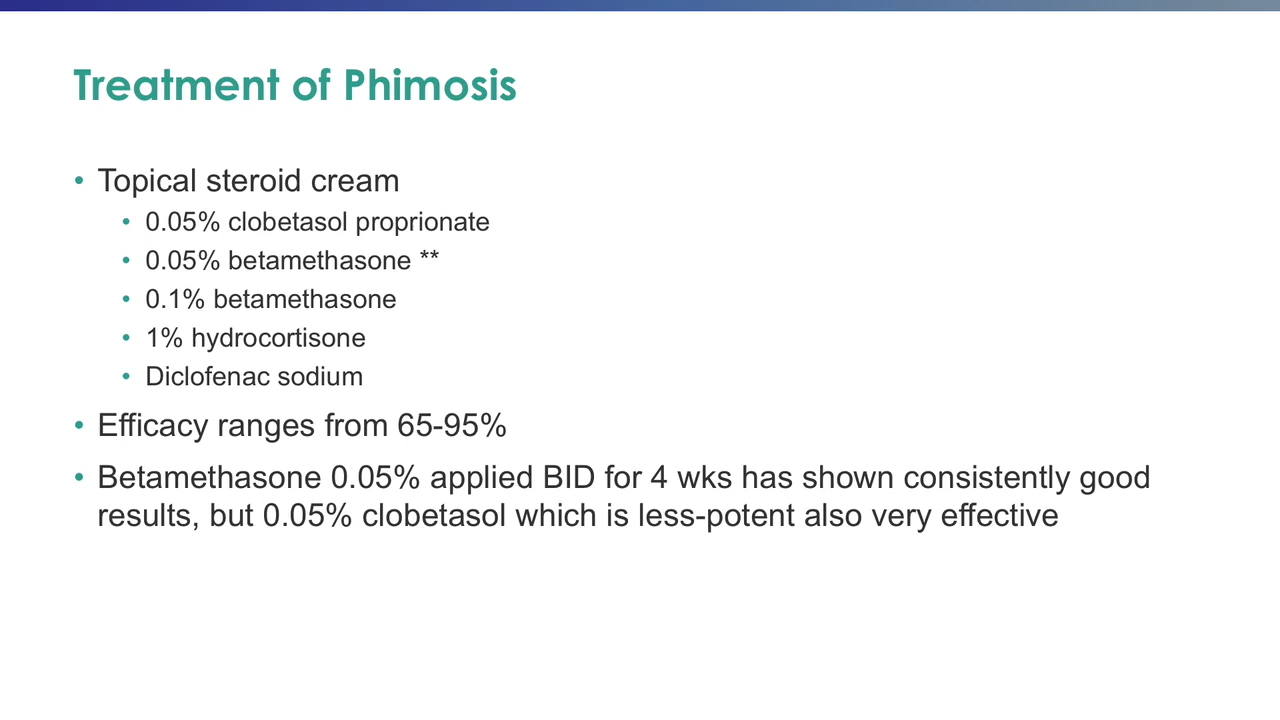 Treatment of Phimosis
• Topical steroid cream
• 0.05% clobetasol proprionate
• 0.05% betamethasone **
• 0.1% betamethasone
• 1% hydrocortisone
• Diclofenac sodium
• Efficacy ranges from 65-95%
• Betamethasone 0.05% applied BID for 4 wks has shown consistently good
results, but 0.05% clobetasol which is less-potent also very effective